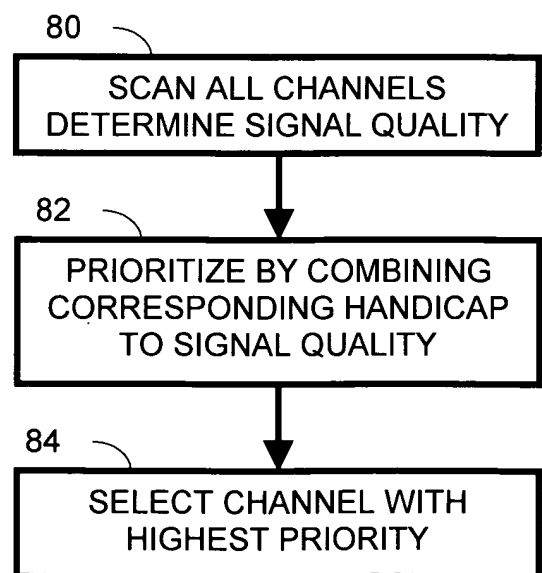 80
SCAN ALL CHANNELS
DETERMINE SIGNAL QUALITY
82
PRIORITIZE BY COMBINING
CORRESPONDING HANDICAP
TO SIGNAL QUALITY
84
SELECT CHANNEL WITH
HIGHEST PRIORITY